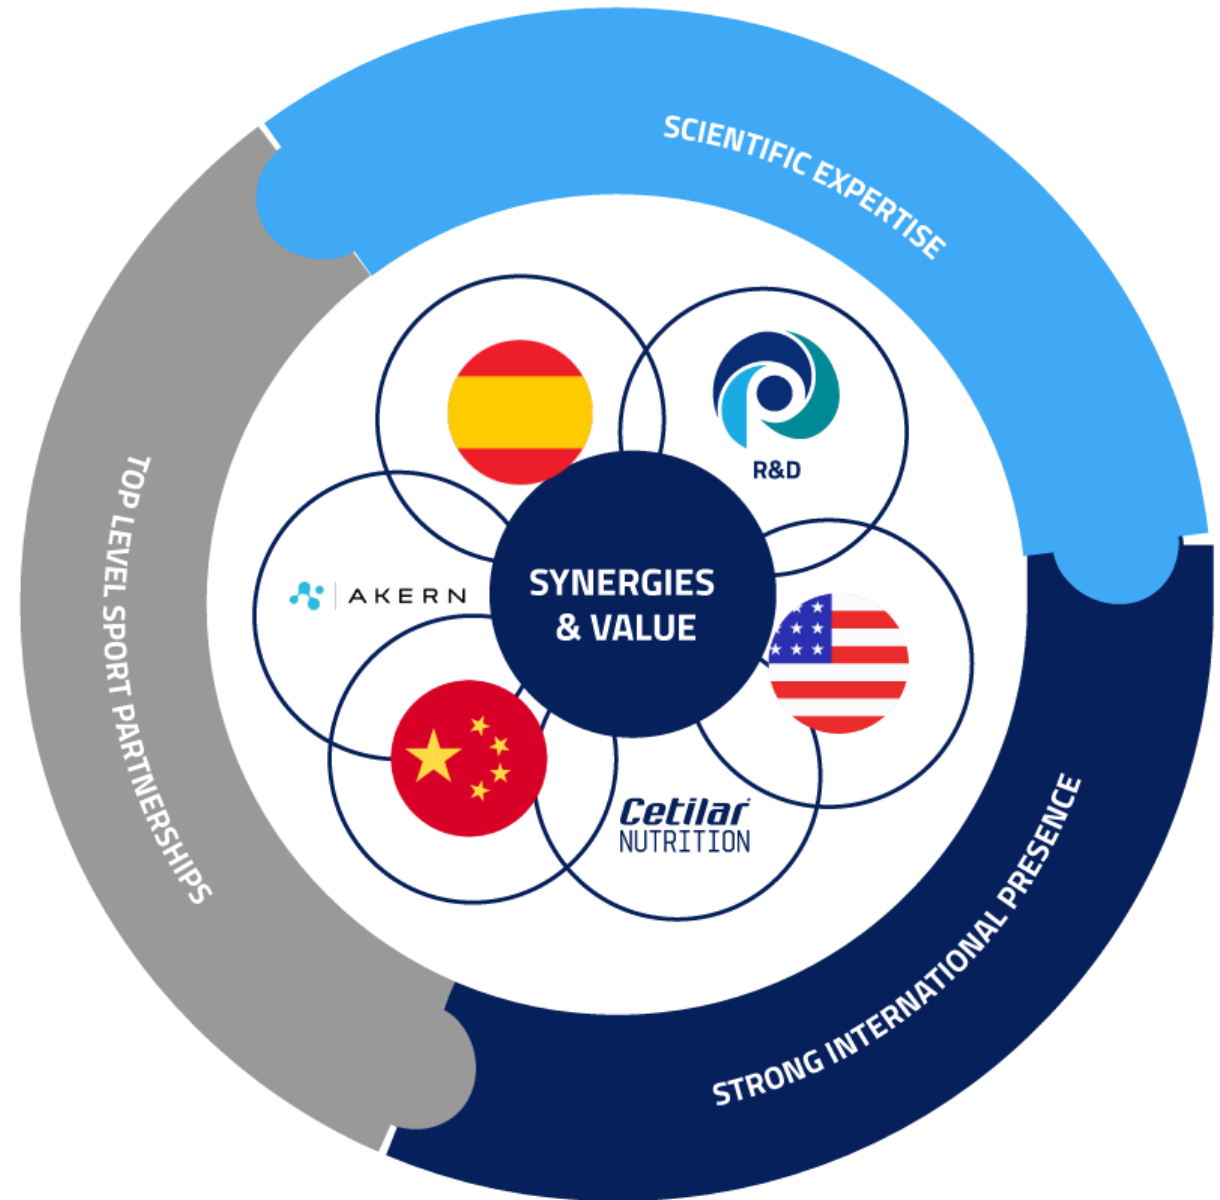 SCIENTIFIC EXPERTISE
R&D
AKERN
SYNERGIES
& VALUE
TOP LEVEL SPORT PARTNERSHIPS
Cetilar
NUTRITION
STRONG INTERNATIONAL PRESENCE